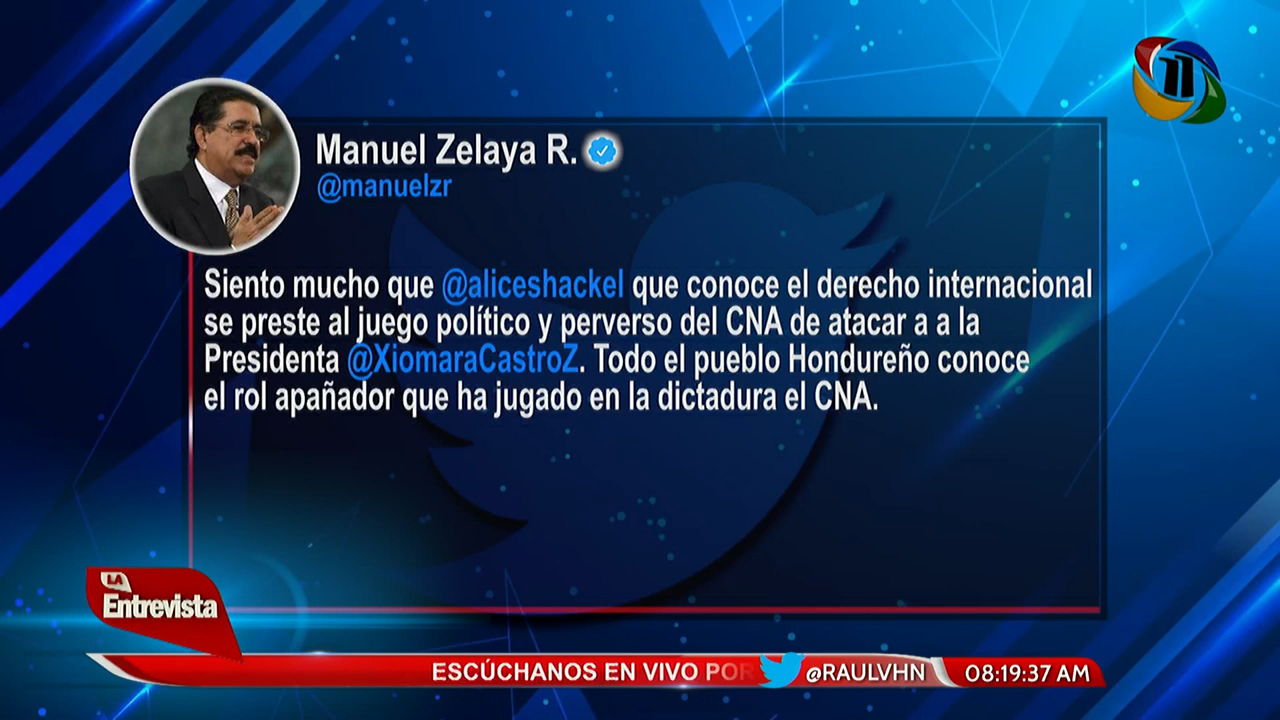 11
Manuel Zelaya R.
@manuelzr
Siento mucho que @aliceshackel que conoce el derecho internacional
se preste al juego político y perverso del CNA de atacar a a la
Presidenta @XiomaraCastroZ. Todo el pueblo Hondureño conoce
el rol apañador que ha jugado en la dictadura el CNA.
LA
Entrevista
ESCÚCHANOS EN VIVO POR @RAULVHN 08:19:37 AM